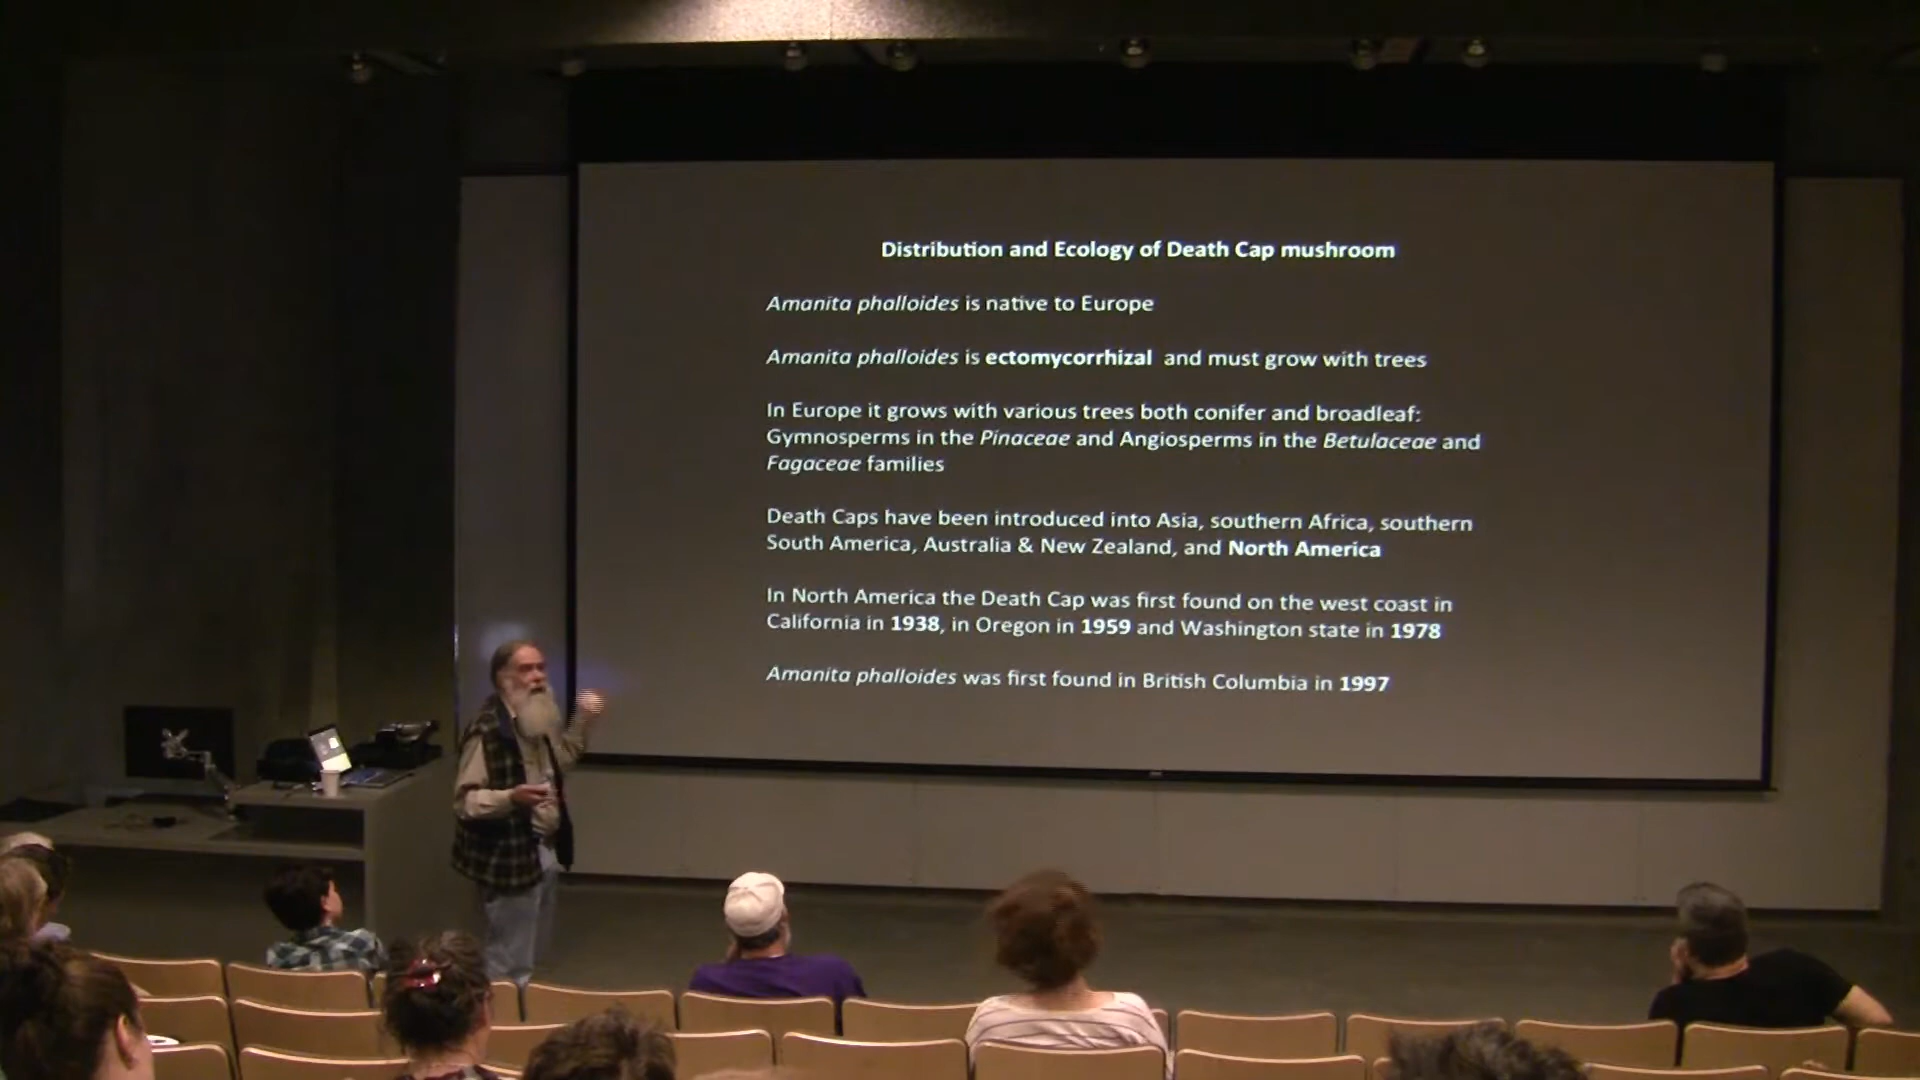 Distribution and Ecology of Death Cap mushroom
Amanita phalloides is native to Europe
Amanita phalloides is ectomycorrhizal and must grow with trees
In Europe it grows with various trees both conifer and broadleaf:
Gymnosperms in the Pinaceae and Angiosperms in the Betulaceae and
Fagaceae families
Death Caps have been introduced into Asia, southern Africa, southern
South America, Australia & New Zealand, and North America
In North America the Death Cap was first found on the west coast in
California in 1938, in Oregon in 1959 and Washington state in 1978
Amanita phalloides was first found in British Columbia in 1997